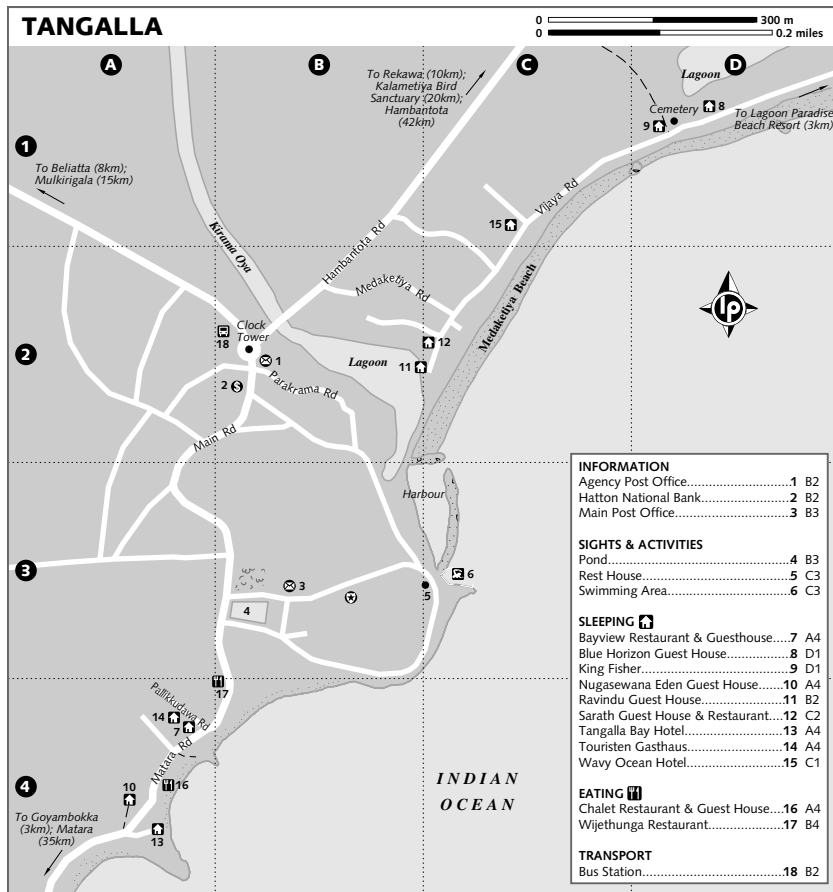 TANGALLA
0 300 m
0 0.2 miles
A
B
C
D
To Rekawa (10km);
Kalametiya Bird
Sanctuary (20km);
Hambantota
(42km)
Lagoon
Cemetery
8
9
To Lagoon Paradise
Beach Resort (3km)
1
To Beliatta (8km);
Mulkirigala (15km)
Kirama Oya
Hambantota Rd
15
Vijaya Rd
Medaketiya Rd
Medaketiya Beach
lp
2
18
Clock
Tower
1
2
$
Parakrama Rd
Main Rd
Lagoon
12
11
Harbour
3
3
4
5
6
17
Pallikkudawa Rd
14
7
Matara Rd
4
10
16
13
To Goyambokka
(3km); Matara
(35km)
INDIAN
OCEAN
INFORMATION
Agency Post Office......................1 B2
Hatton National Bank.................2 B2
Main Post Office.........................3 B3
SIGHTS & ACTIVITIES
Pond...........................................4 B3
Rest House..................................5 C3
Swimming Area..........................6 C3
SLEEPING
Bayview Restaurant & Guesthouse.....7 A4
Blue Horizon Guest House.........8 D1
King Fisher..................................9 D1
Nugasewana Eden Guest House.....10 A4
Ravindu Guest House...............11 B2
Sarath Guest House & Restaurant....12 C2
Tangalla Bay Hotel...................13 A4
Touristen Gasthaus..................14 A4
Wavy Ocean Hotel...................15 C1
EATING
Chalet Restaurant & Guest House....16 A4
Wijethunga Restaurant.............17 B4
TRANSPORT
Bus Station...............................18 B2